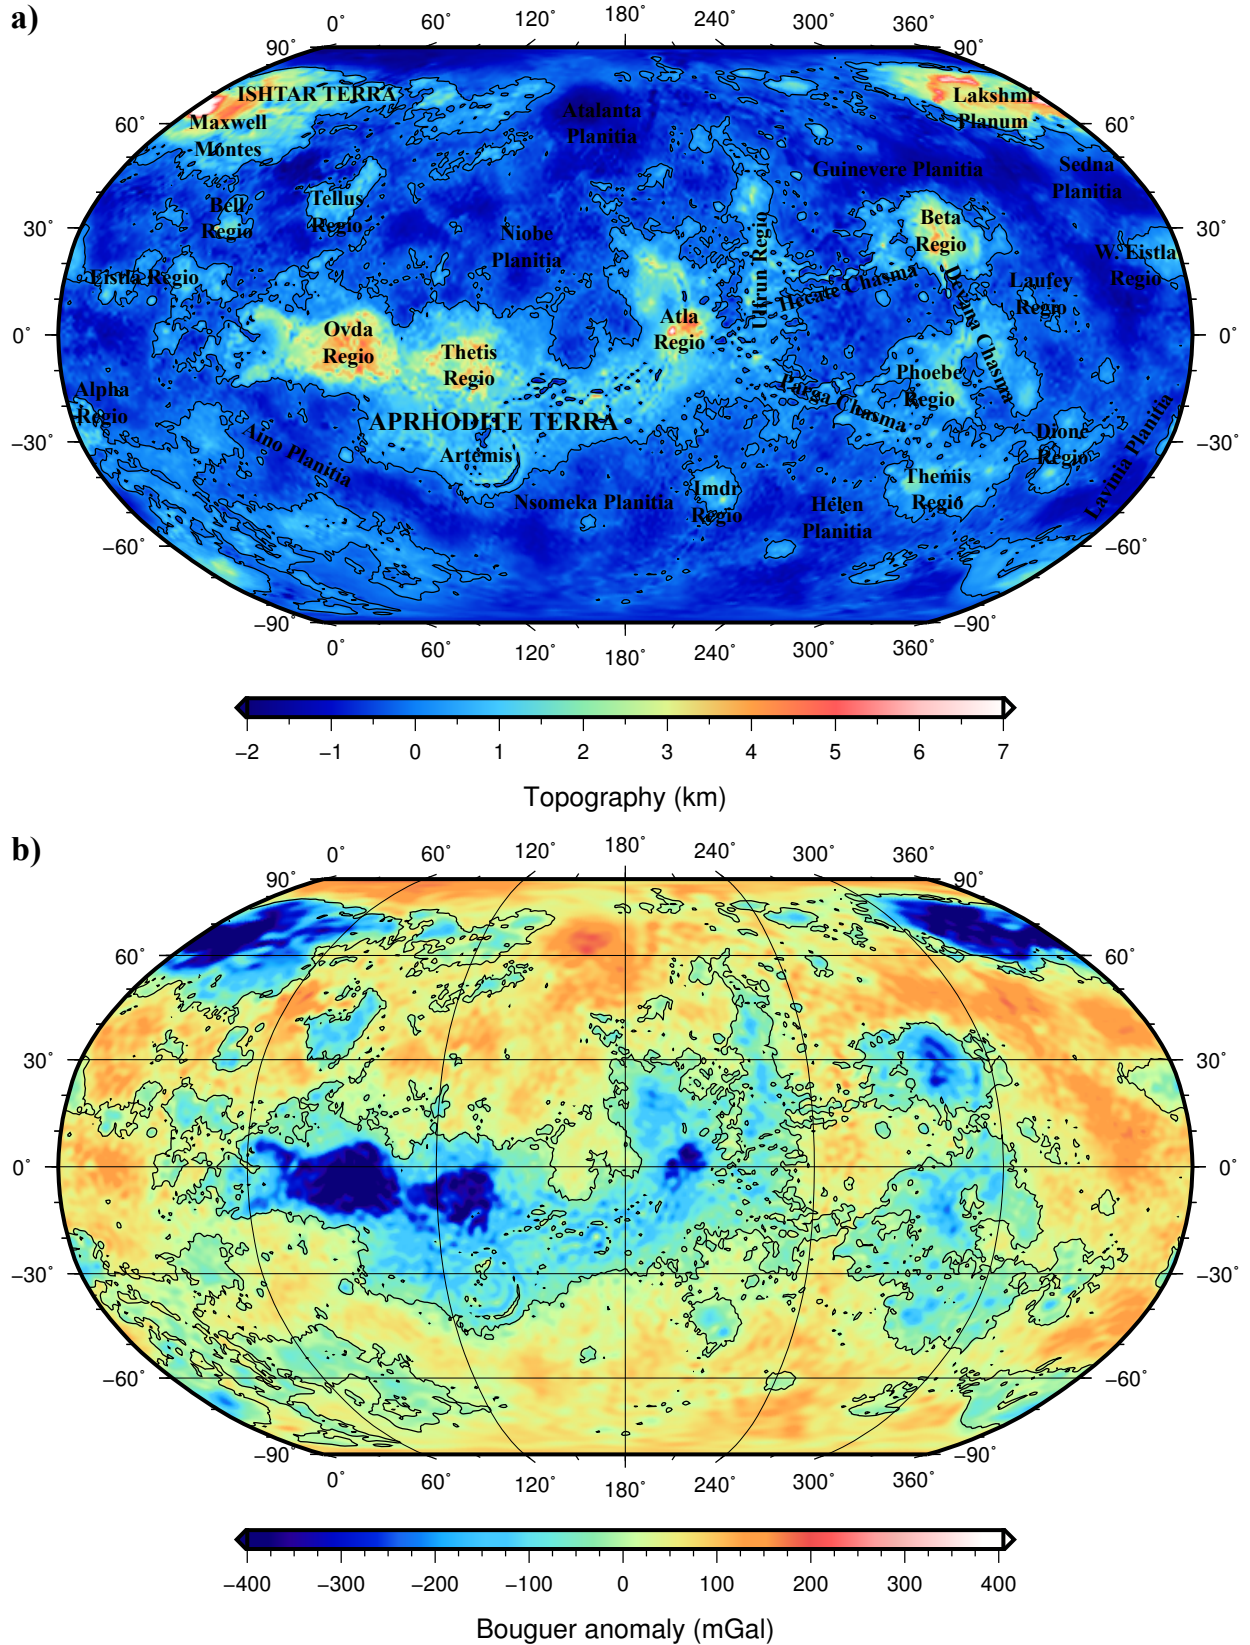 a)
0° 60° 120° 180° 240° 300° 360°
90° 90°
ISHTAR TERRA
Maxwell
Montes
Atalanta
Planitia
Lakshmi
Planum
60° 60°
Guinevere Planitia
Sedna
Planitia
Bell
Regio
Tellus
Regio
Niobe
Planitia
Ulfrun Regio
Beta
Regio
30° 30°
W. Eistla
Regio
Eistla Regio
Hecate Chasma
Devana Chasma
Laufey
Regio
Ovda
Regio
Thetis
Regio
Atla
Regio
0° 0°
Phoebe
Regio
Alpha
Regio
Parga Chasma
APRHODITE TERRA
Aino Planitia
Artemis
Dione
Regio
Lavinia Planitia
−30° −30°
Nsomeka Planitia
Imdr
Regio
Helen
Planitia
Themis
Regio
−60° −60°
−90° −90°
0° 60° 120° 180° 240° 300° 360°
−2 −1 0 1 2 3 4 5 6 7
Topography (km)
b)
0° 60° 120° 180° 240° 300° 360°
90° 90°
60° 60°
30° 30°
0° 0°
−30° −30°
−60° −60°
−90° −90°
0° 60° 120° 180° 240° 300° 360°
−400 −300 −200 −100 0 100 200 300 400
Bouguer anomaly (mGal)